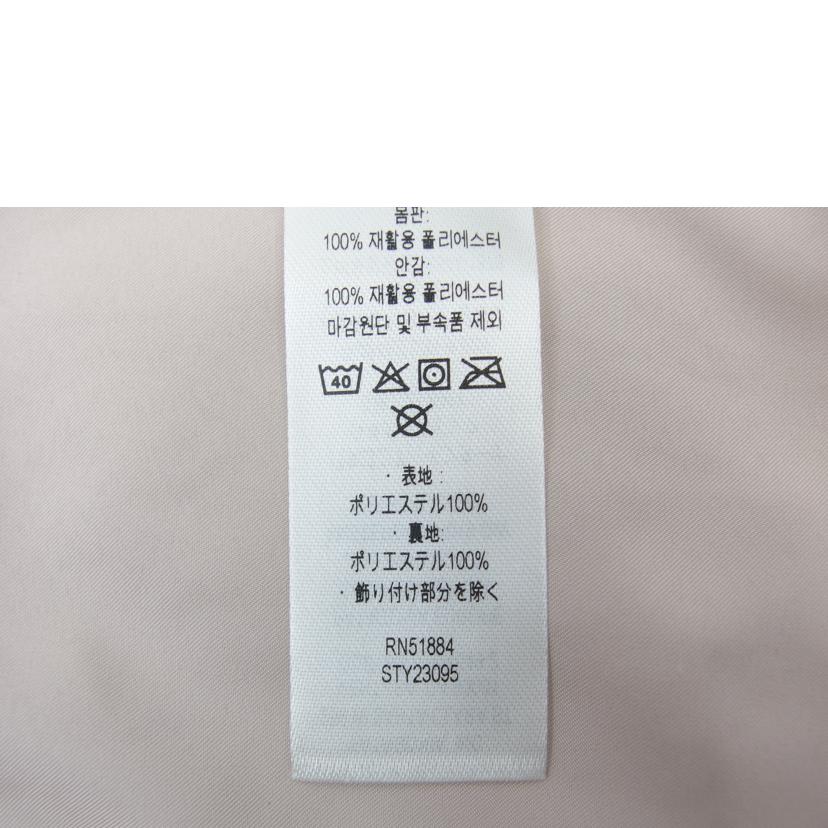 몸판:
100% 재활용 폴리에스터
안감:
100% 재활용 폴리에스터
마감원단 및 부속품 제외
40
・表地:
ポリエステル100%
・裏地:
ポリエステル100%
・飾り付け部分を除く
RN51884
STY23095